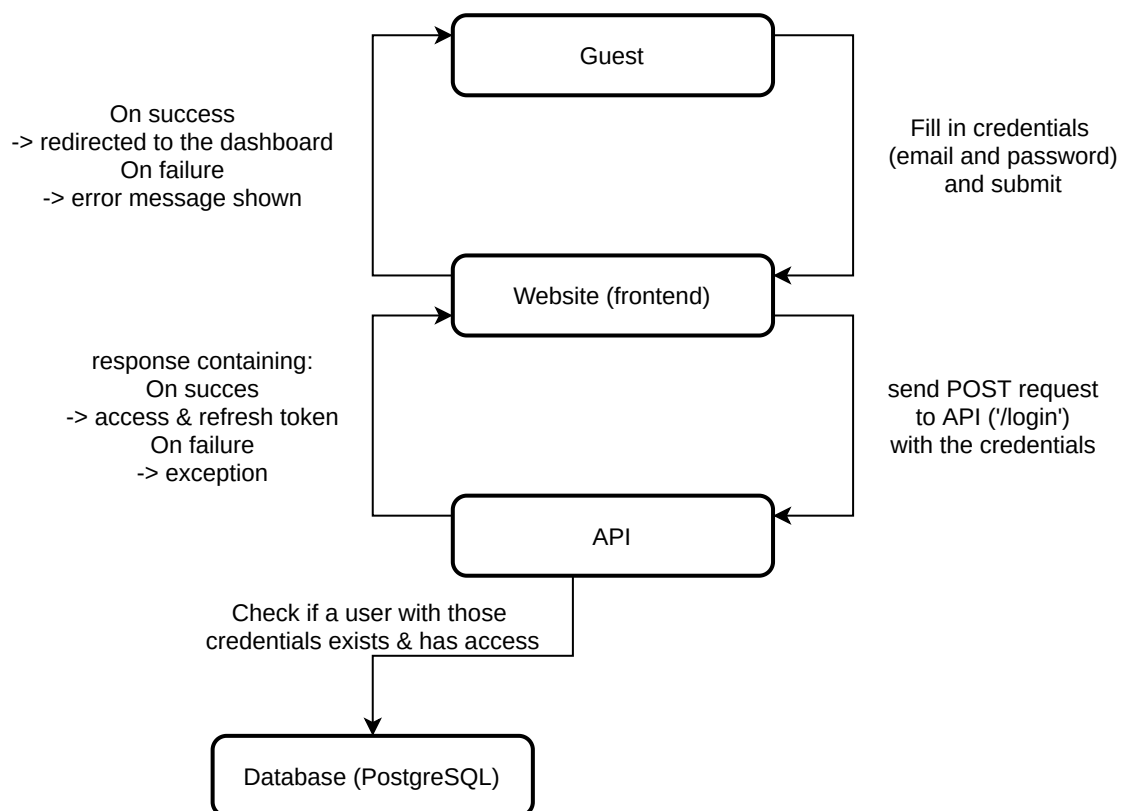 Guest
On success
-> redirected to the dashboard
On failure
-> error message shown
Fill in credentials
(email and password)
and submit
Website (frontend)
response containing:
On succes
-> access & refresh token
On failure
-> exception
send POST request
to API ('/login')
with the credentials
API
Check if a user with those
credentials exists & has access
Database (PostgreSQL)